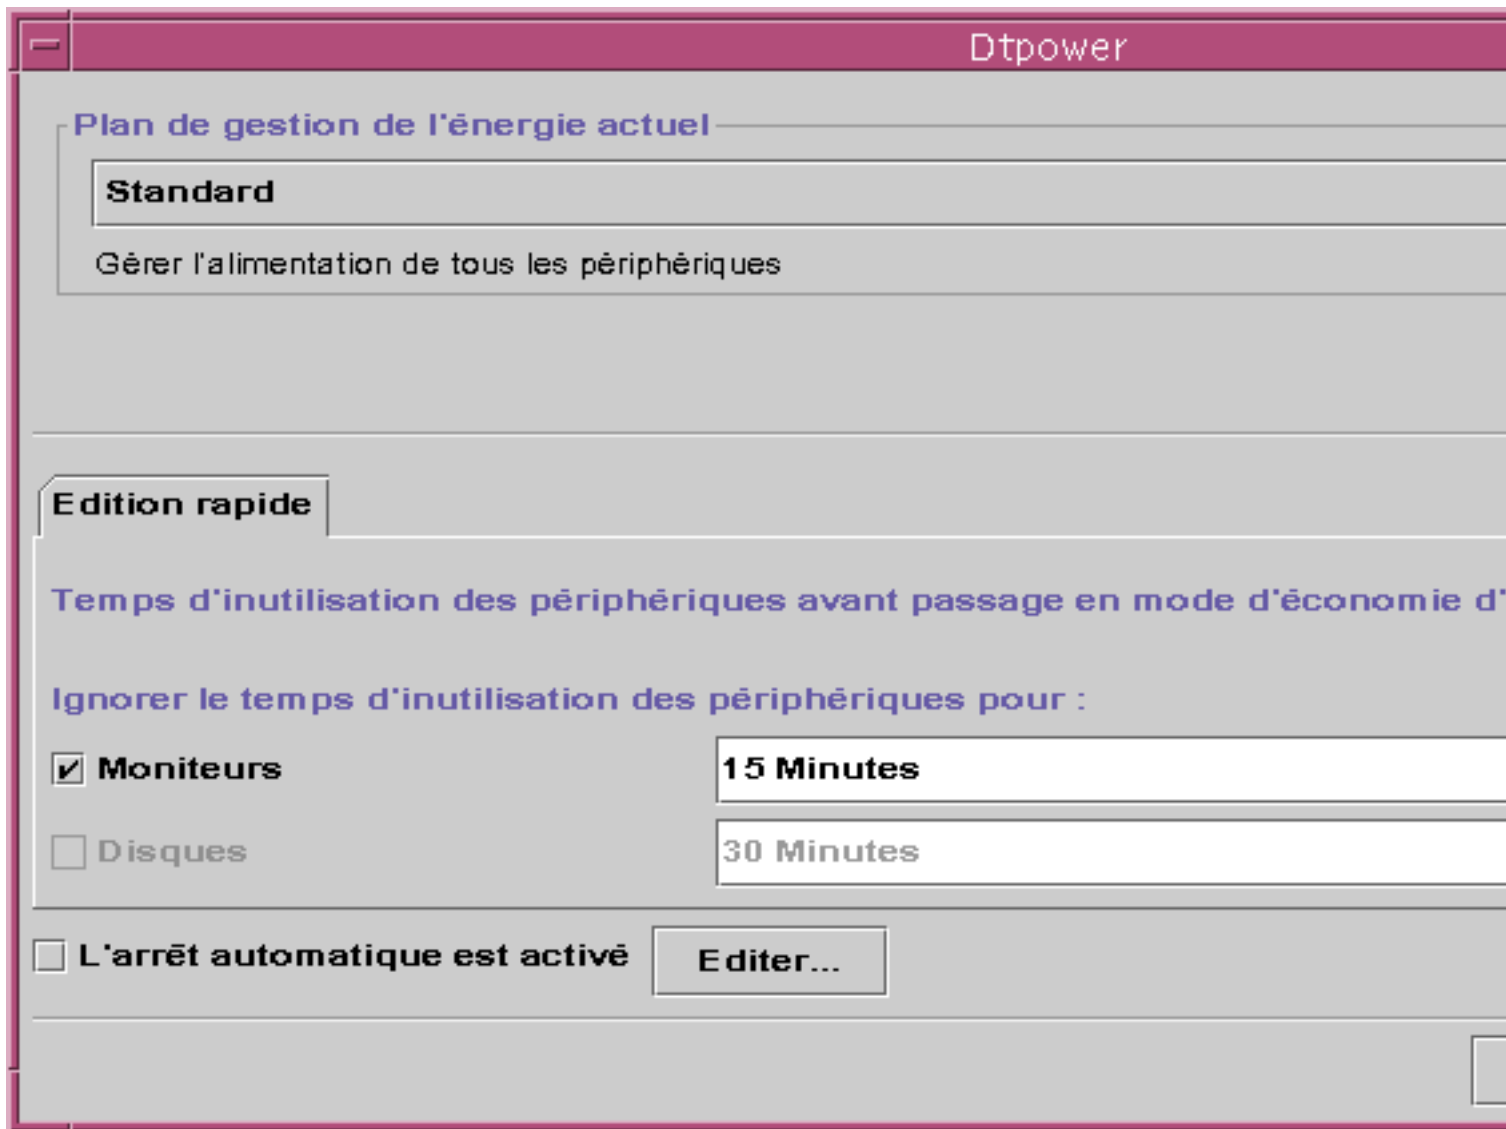 Dtpower
Plan de gestion de l'énergie actuel
Standard
Gérer l'alimentation de tous les périphériques
Edition rapide
Temps d'inutilisation des périphériques avant passage en mode d'économie d'
Ignorer le temps d'inutilisation des périphériques pour :
Moniteurs 15 Minutes
Disques 30 Minutes
L'arrêt automatique est activé Editer...